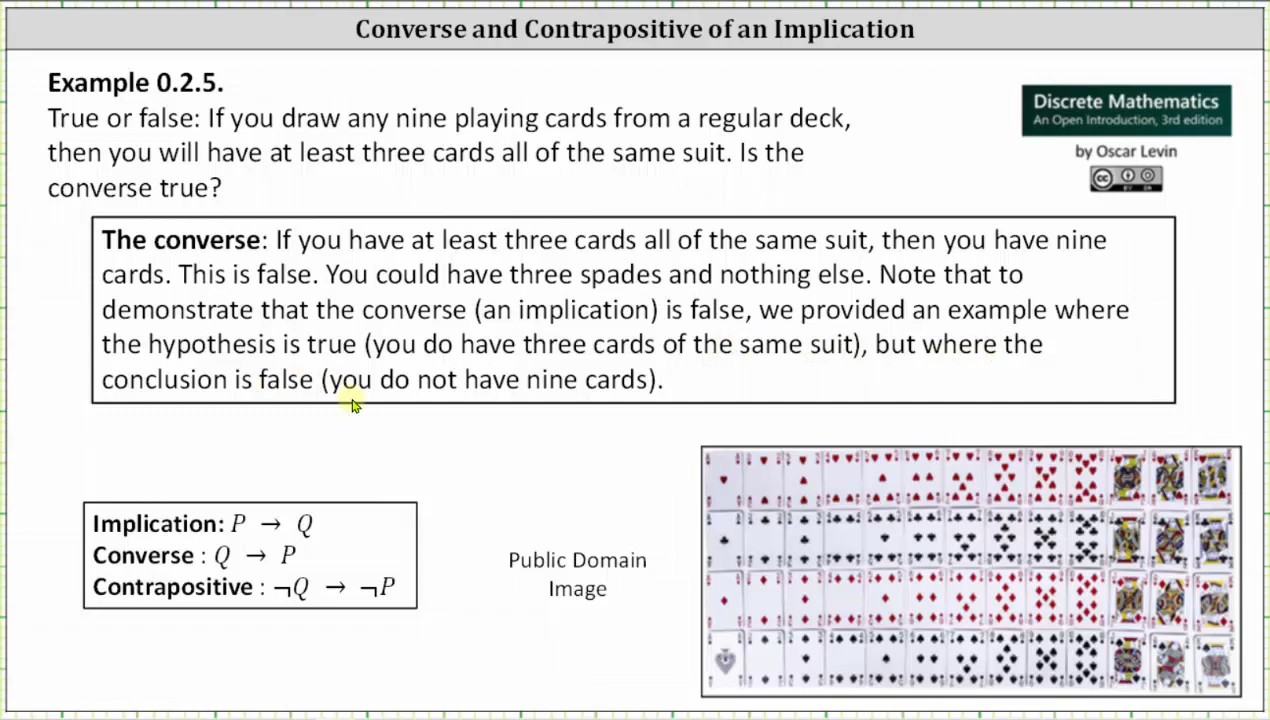 Converse and Contrapositive of an Implication
Example 0.2.5.
True or false: If you draw any nine playing cards from a regular deck,
then you will have at least three cards all of the same suit. Is the
converse true?
Discrete Mathematics
An Open Introduction, 3rd edition
by Oscar Levin
cc
The converse: If you have at least three cards all of the same suit, then you have nine
cards. This is false. You could have three spades and nothing else. Note that to
demonstrate that the converse (an implication) is false, we provided an example where
the hypothesis is true (you do have three cards of the same suit), but where the
conclusion is false (you do not have nine cards).
Implication: P → Q
Converse : Q → P
Contrapositive : ¬Q → ¬P
Public Domain
Image